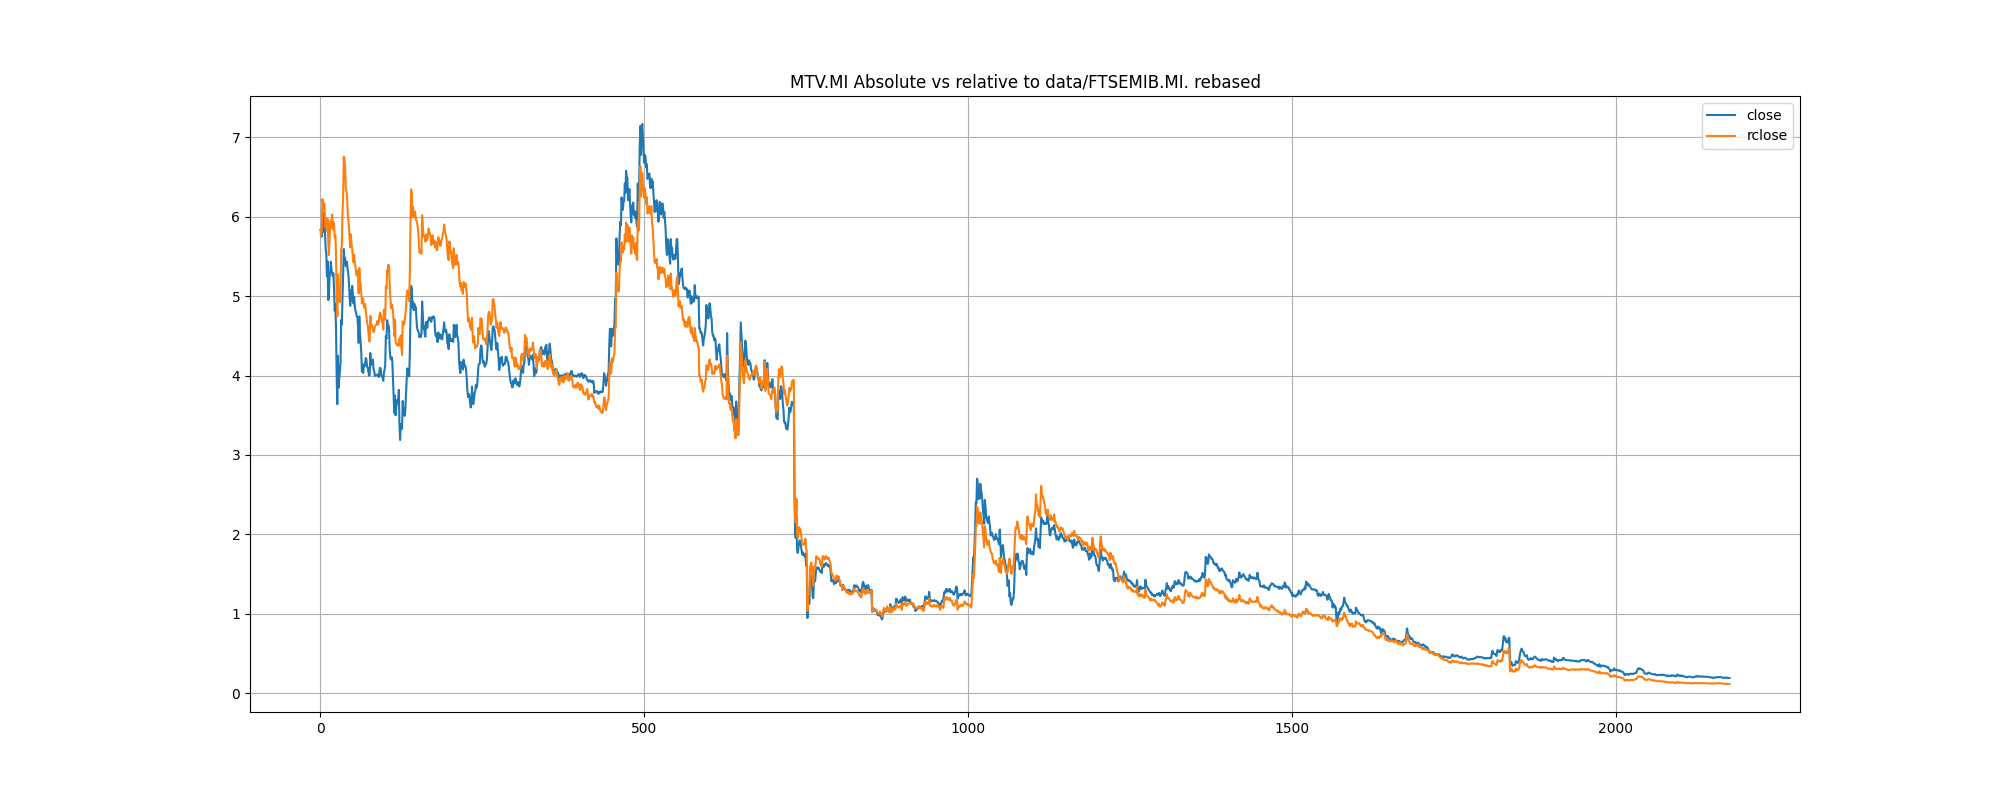 MTV.MI Absolute vs relative to data/FTSEMIB.MI. rebased
close
rclose
7
6
5
4
3
2
1
0
0 500 1000 1500 2000